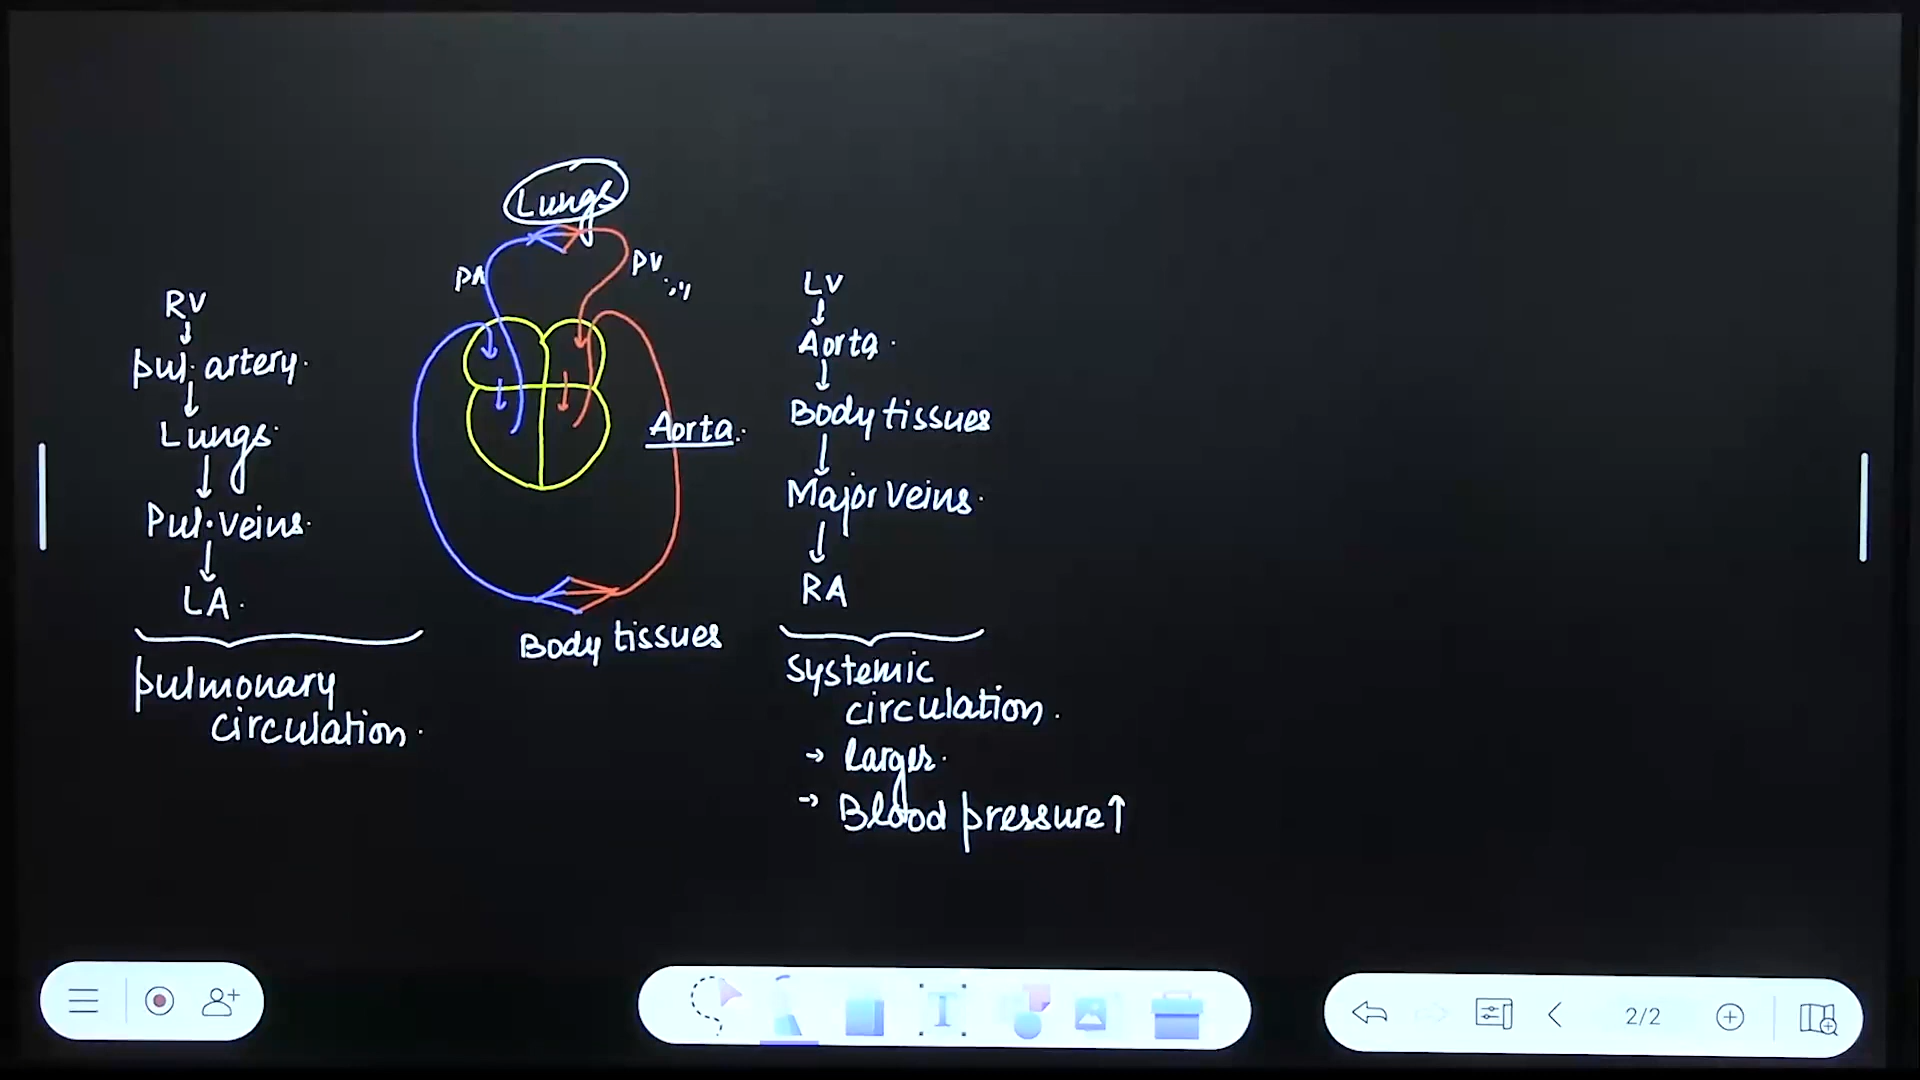 Lungs
PA
PV
RV
Pul. artery.
Lungs
Pul. veins.
LA.
Pulmonary
circulation.
Aorta.
Body tissues
LV
Aorta.
Body tissues
Major veins.
RA
Systemic
circulation.
→ Larger.
→ Blood pressure↑
T
2/2